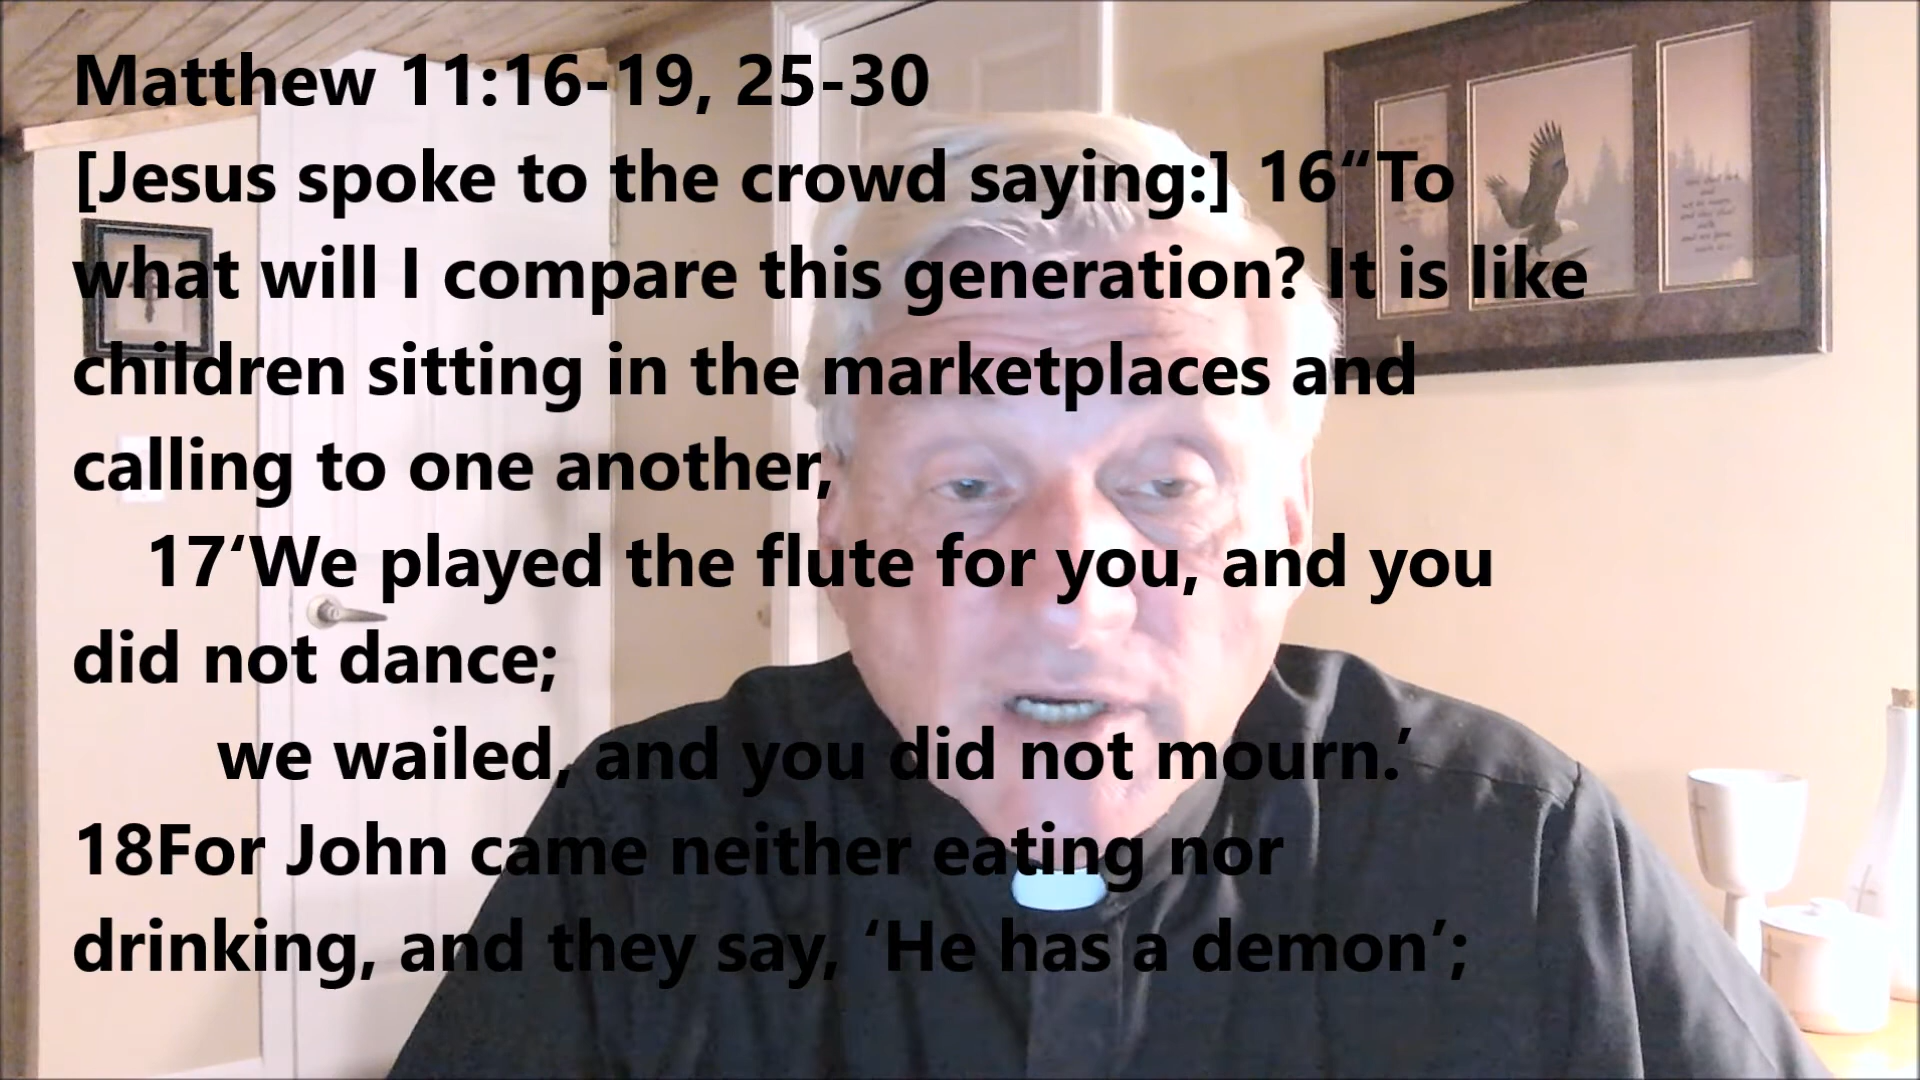 Matthew 11:16-19, 25-30
[Jesus spoke to the crowd saying:] 16“To
what will I compare this generation? It is like
children sitting in the marketplaces and
calling to one another,
17‘We played the flute for you, and you
did not dance;
we wailed, and you did not mourn.’
18For John came neither eating nor
drinking, and they say, ‘He has a demon’;